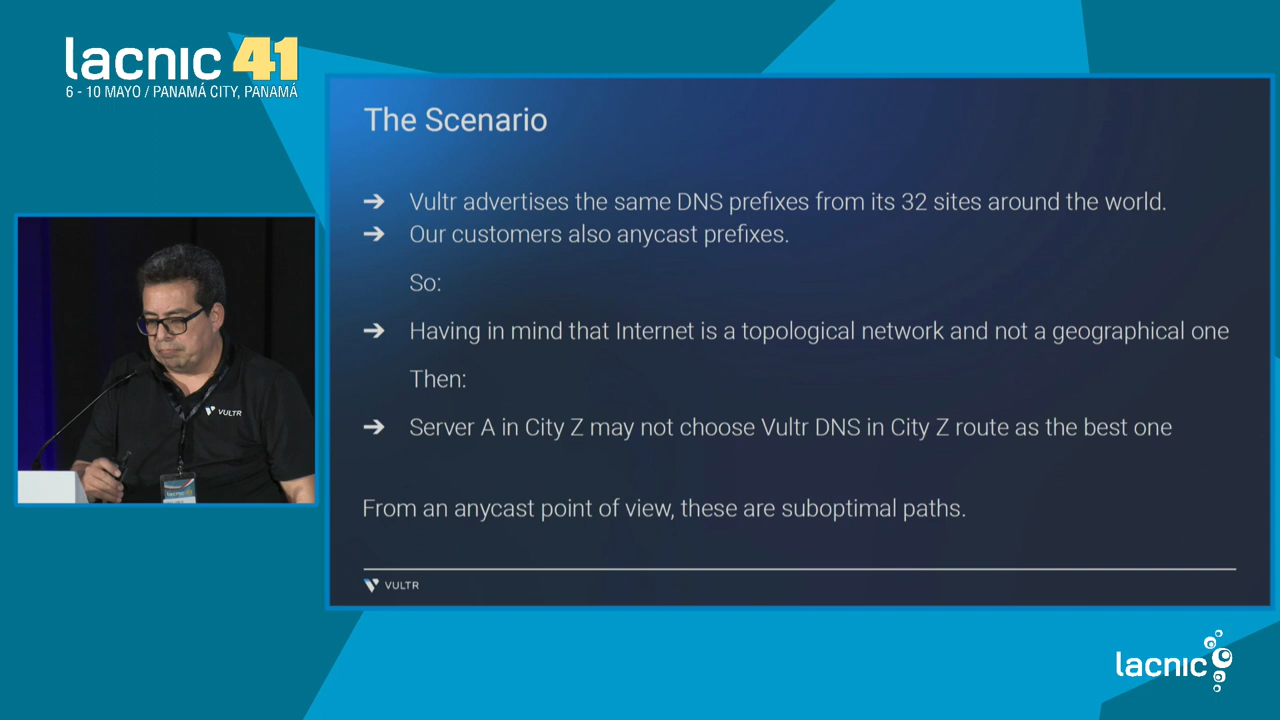 lacnic 41
6 - 10 MAYO / PANAMÁ CITY, PANAMÁ
The Scenario
➔ Vultr advertises the same DNS prefixes from its 32 sites around the world.
➔ Our customers also anycast prefixes.
So:
➔ Having in mind that Internet is a topological network and not a geographical one
Then:
➔ Server A in City Z may not choose Vultr DNS in City Z route as the best one
From an anycast point of view, these are suboptimal paths.
VULTR
VULTR
lacnic 41
lacnic